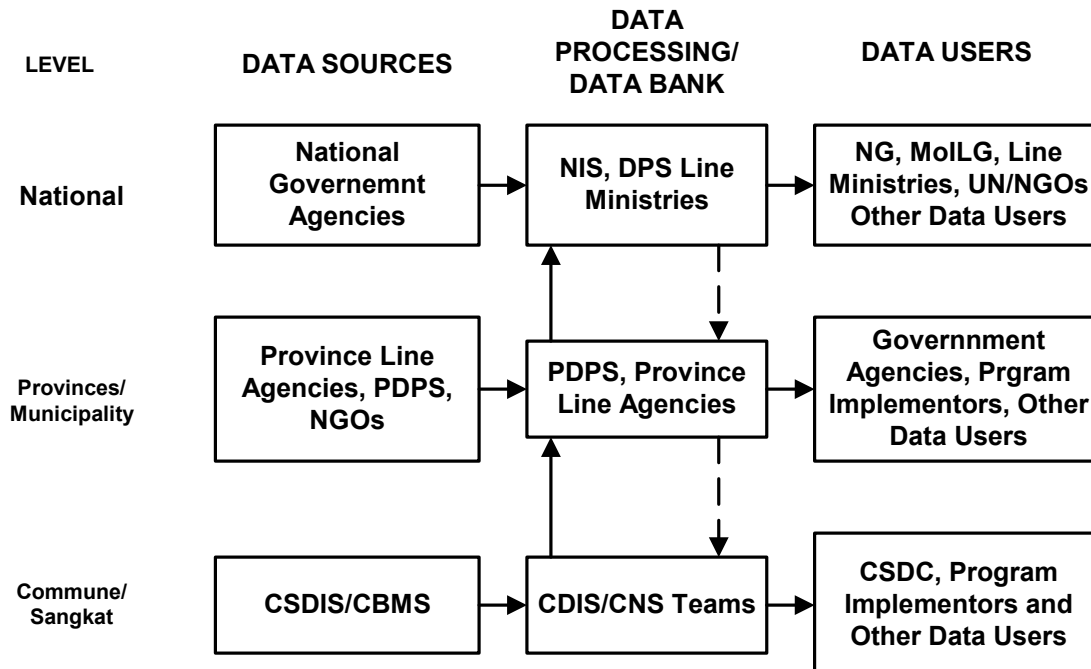 LEVEL
DATA SOURCES
DATA
PROCESSING/
DATA BANK
DATA USERS
National
National
Governemnt
Agencies
NIS, DPS Line
Ministries
NG, MolLG, Line
Ministries, UN/NGOs
Other Data Users
Provinces/
Municipality
Province Line
Agencies, PDPS,
NGOs
PDPS, Province
Line Agencies
Governnment
Agencies, Prgram
Implementors, Other
Data Users
Commune/
Sangkat
CSDIS/CBMS
CDIS/CNS Teams
CSDC, Program
Implementors and
Other Data Users